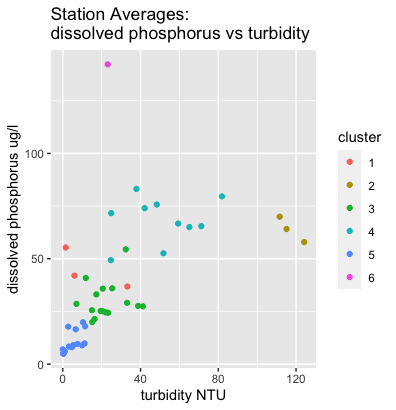 Station Averages:
dissolved phosphorus vs turbidity
dissolved phosphorus ug/l
100
50
0
0 40 80 120
turbidity NTU
cluster
1
2
3
4
5
6